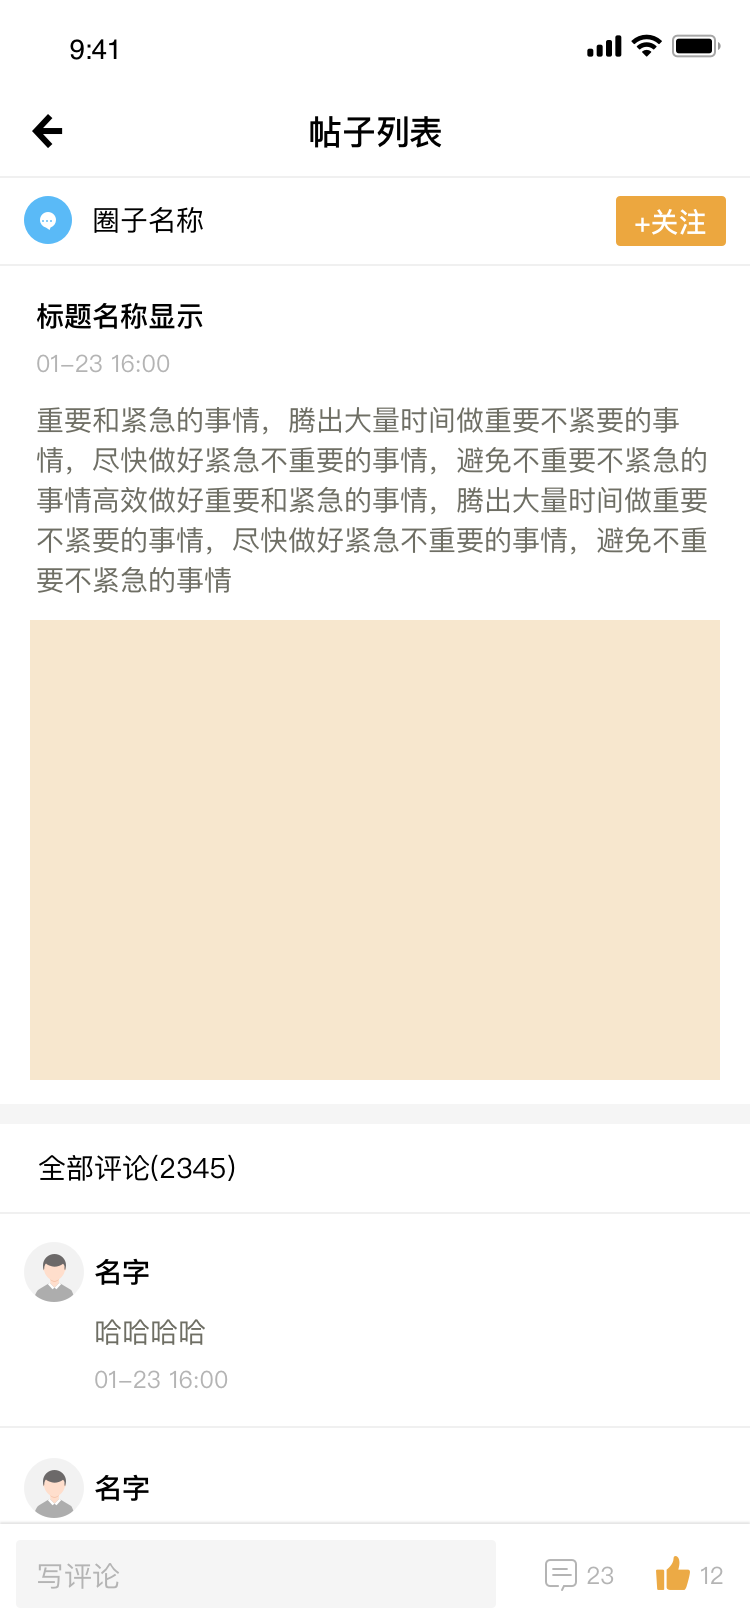 9:41
帖子列表
圈子名称
+关注
标题名称显示
01-23 16:00
重要和紧急的事情，腾出大量时间做重要不紧要的事
情，尽快做好紧急不重要的事情，避免不重要不紧急的
事情高效做好重要和紧急的事情，腾出大量时间做重要
不紧要的事情，尽快做好紧急不重要的事情，避免不重
要不紧急的事情
全部评论(2345)
名字
哈哈哈哈
01-23 16:00
名字
写评论
23
12